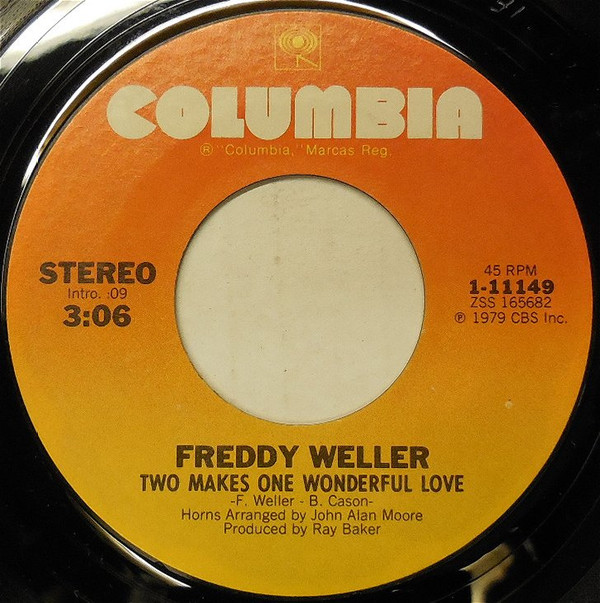 COLUMBIA
® "Columbia," Marcas Reg.
STEREO
Intro. :09
3:06
45 RPM
1-11149
ZSS 165682
℗ 1979 CBS Inc.
FREDDY WELLER
TWO MAKES ONE WONDERFUL LOVE
-F. Weller - B. Cason-
Horns Arranged by John Alan Moore
Produced by Ray Baker